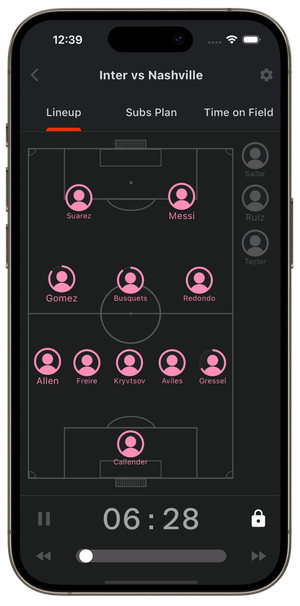 12:39
Inter vs Nashville
Lineup Subs Plan Time on Field
Sailor
Suarez Messi Ruiz
Taylor
Gomez Busquets Redondo
Allen Freire Kryvtsov Aviles Gressel
Callender
06:28